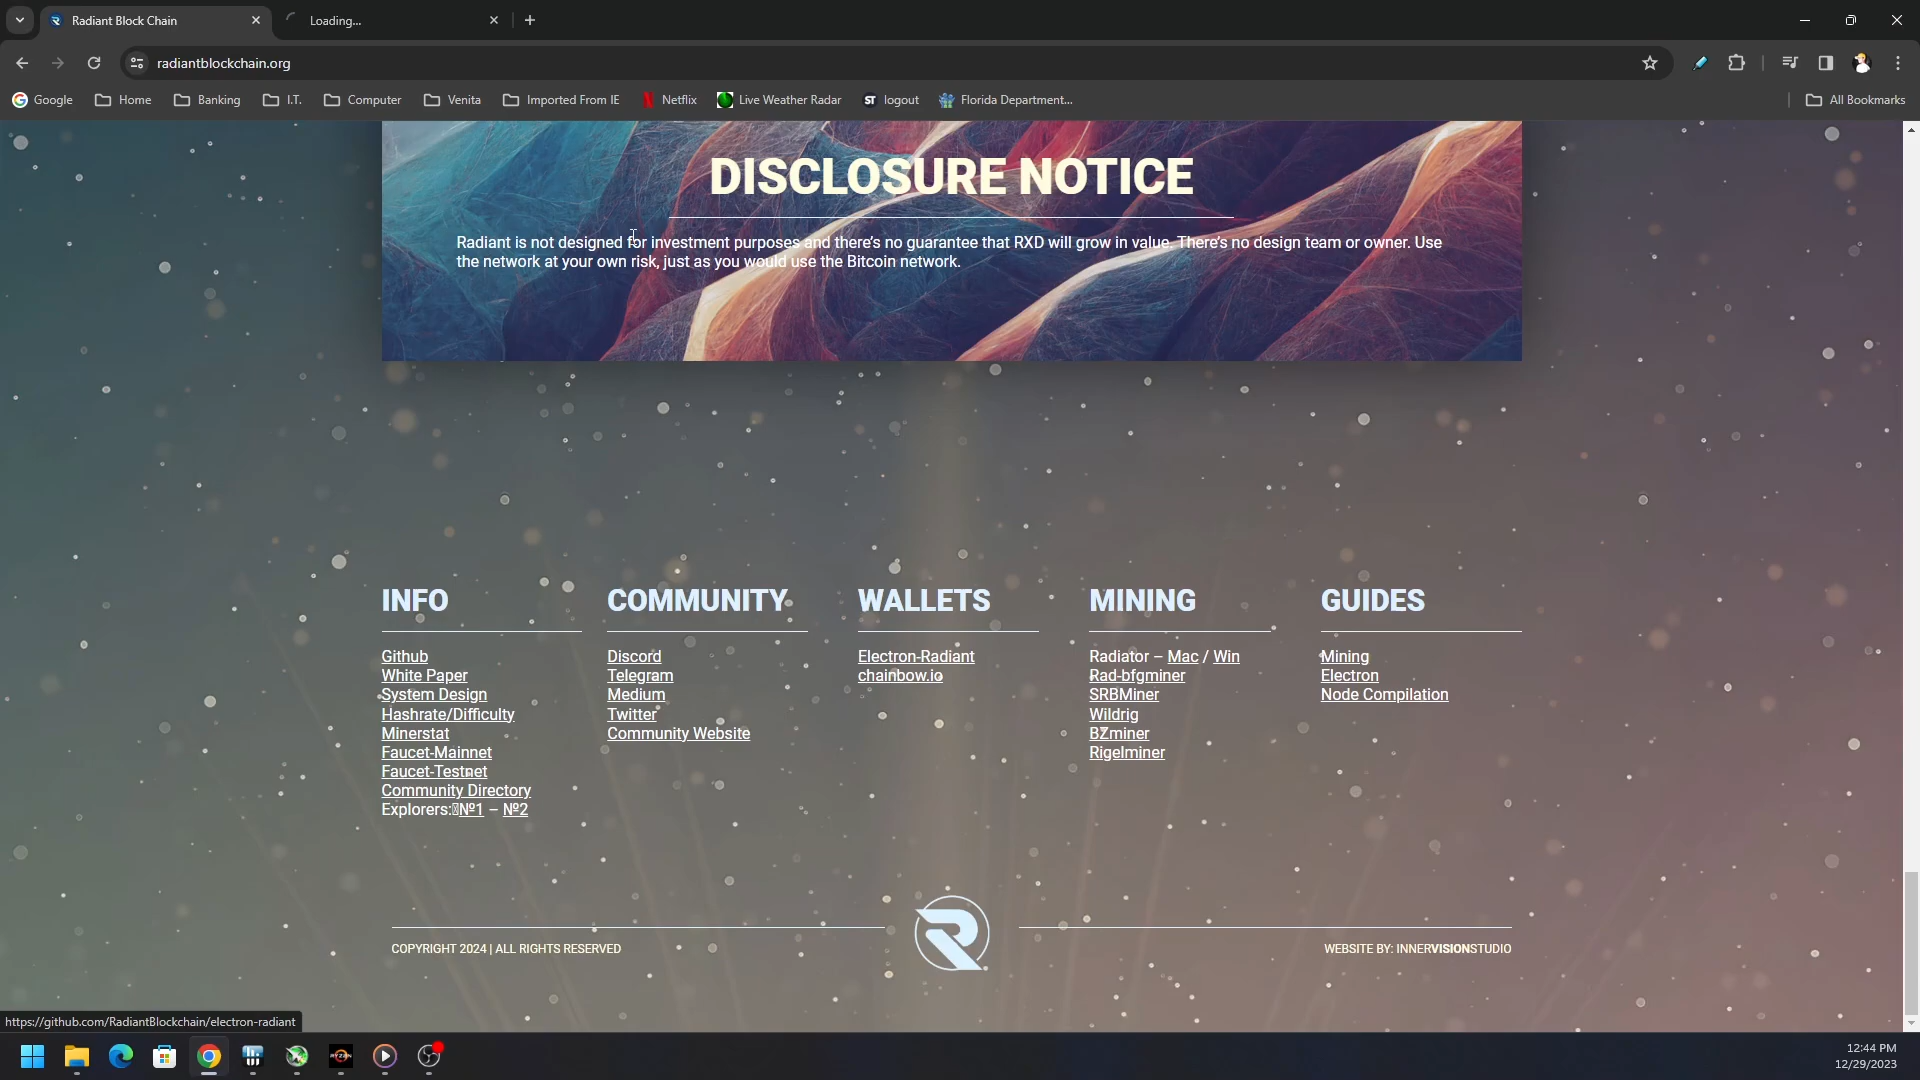 Radiant Block Chain
Loading...
radiantblockchain.org
Google
Home
Banking
I.T.
Computer
Venita
Imported From IE
Netflix
Live Weather Radar
ST logout
Florida Department...
All Bookmarks
DISCLOSURE NOTICE
Radiant is not designed for investment purposes and there's no guarantee that RXD will grow in value. There's no design team or owner. Use
the network at your own risk, just as you would use the Bitcoin network.
INFO
Github
White Paper
System Design
Hashrate/Difficulty
Minerstat
Faucet-Mainnet
Faucet-Testnet
Community Directory
Explorers: №1 – №2
COMMUNITY
Discord
Telegram
Medium
Twitter
Community Website
WALLETS
Electron-Radiant
chainbow.io
MINING
Radiator – Mac / Win
Rad-bfgminer
SRBMiner
Wildrig
BZminer
Rigelminer
GUIDES
Mining
Electron
Node Compilation
COPYRIGHT 2024 | ALL RIGHTS RESERVED
WEBSITE BY: INNERVISIONSTUDIO
https://github.com/RadiantBlockchain/electron-radiant
RYZEN
12:44 PM
12/29/2023